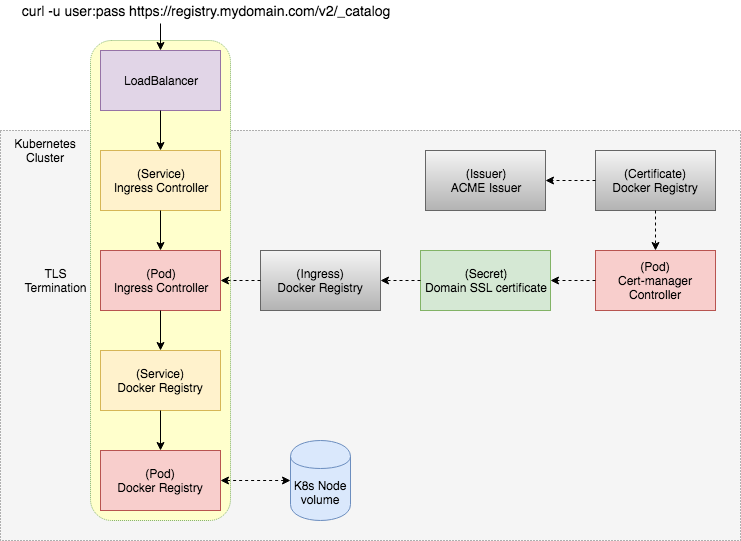 curl -u user:pass https://registry.mydomain.com/v2/_catalog
LoadBalancer
Kubernetes
Cluster
(Service)
Ingress Controller
(Issuer)
ACME Issuer
(Certificate)
Docker Registry
TLS
Termination
(Pod)
Ingress Controller
(Ingress)
Docker Registry
(Secret)
Domain SSL certificate
(Pod)
Cert-manager
Controller
(Service)
Docker Registry
(Pod)
Docker Registry
K8s Node
volume